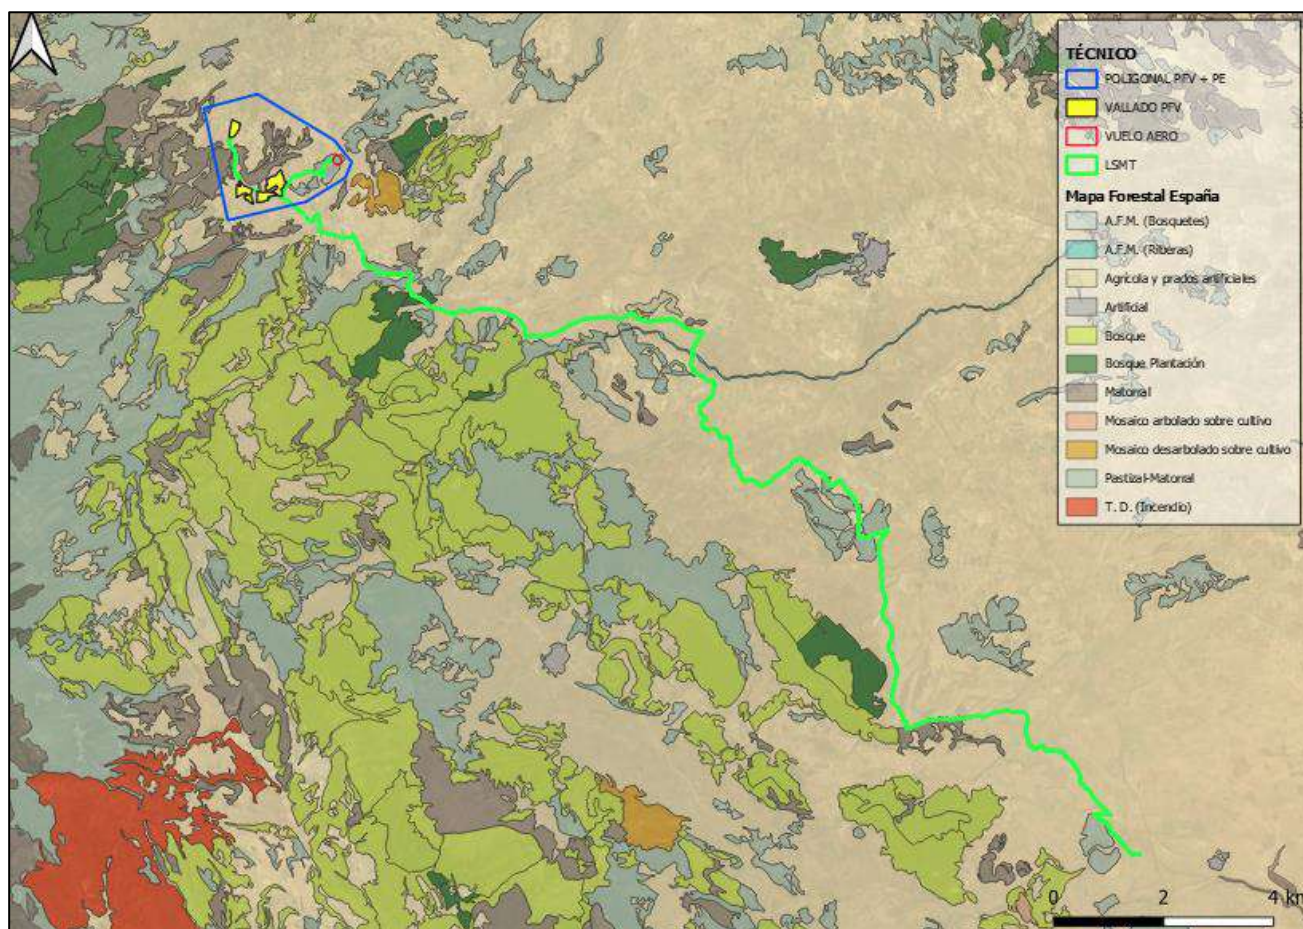 TÉCNICO
POLIGONAL PFV + PE
VALLADO PFV
VUELO AERO
LSMT
Mapa Forestal España
A.F.M. (Bosquetes)
A.F.M. (Riberas)
Agrícola y prados artificiales
Artificial
Bosque
Bosque Plantación
Matorral
Mosaico arbolado sobre cultivo
Mosaico desarbolado sobre cultivo
Pastizal-Matorral
T. D. (Incendio)
0 2 4 km